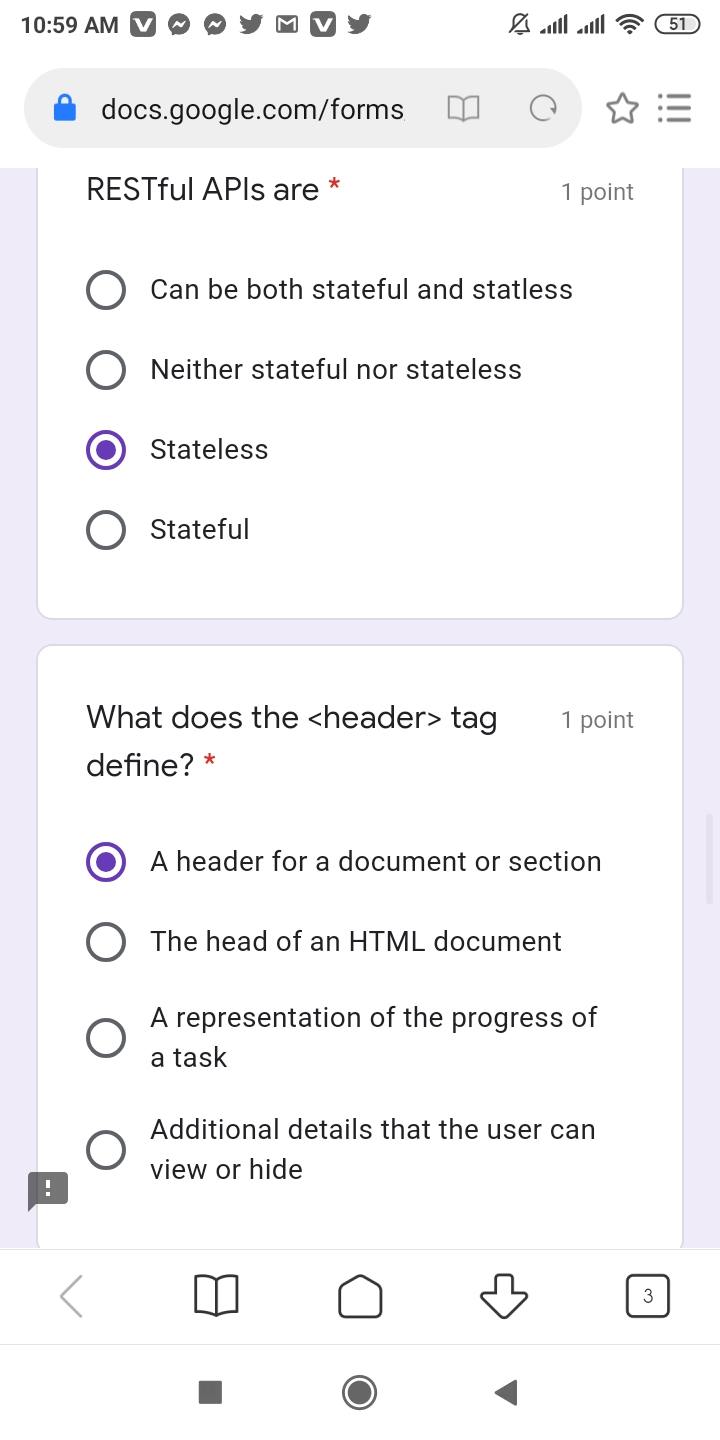 10:59 AM
51
docs.google.com/forms
RESTful APIs are *
1 point
Can be both stateful and statless
Neither stateful nor stateless
Stateless
Stateful
What does the <header> tag
define? *
1 point
A header for a document or section
The head of an HTML document
A representation of the progress of
a task
Additional details that the user can
view or hide
3